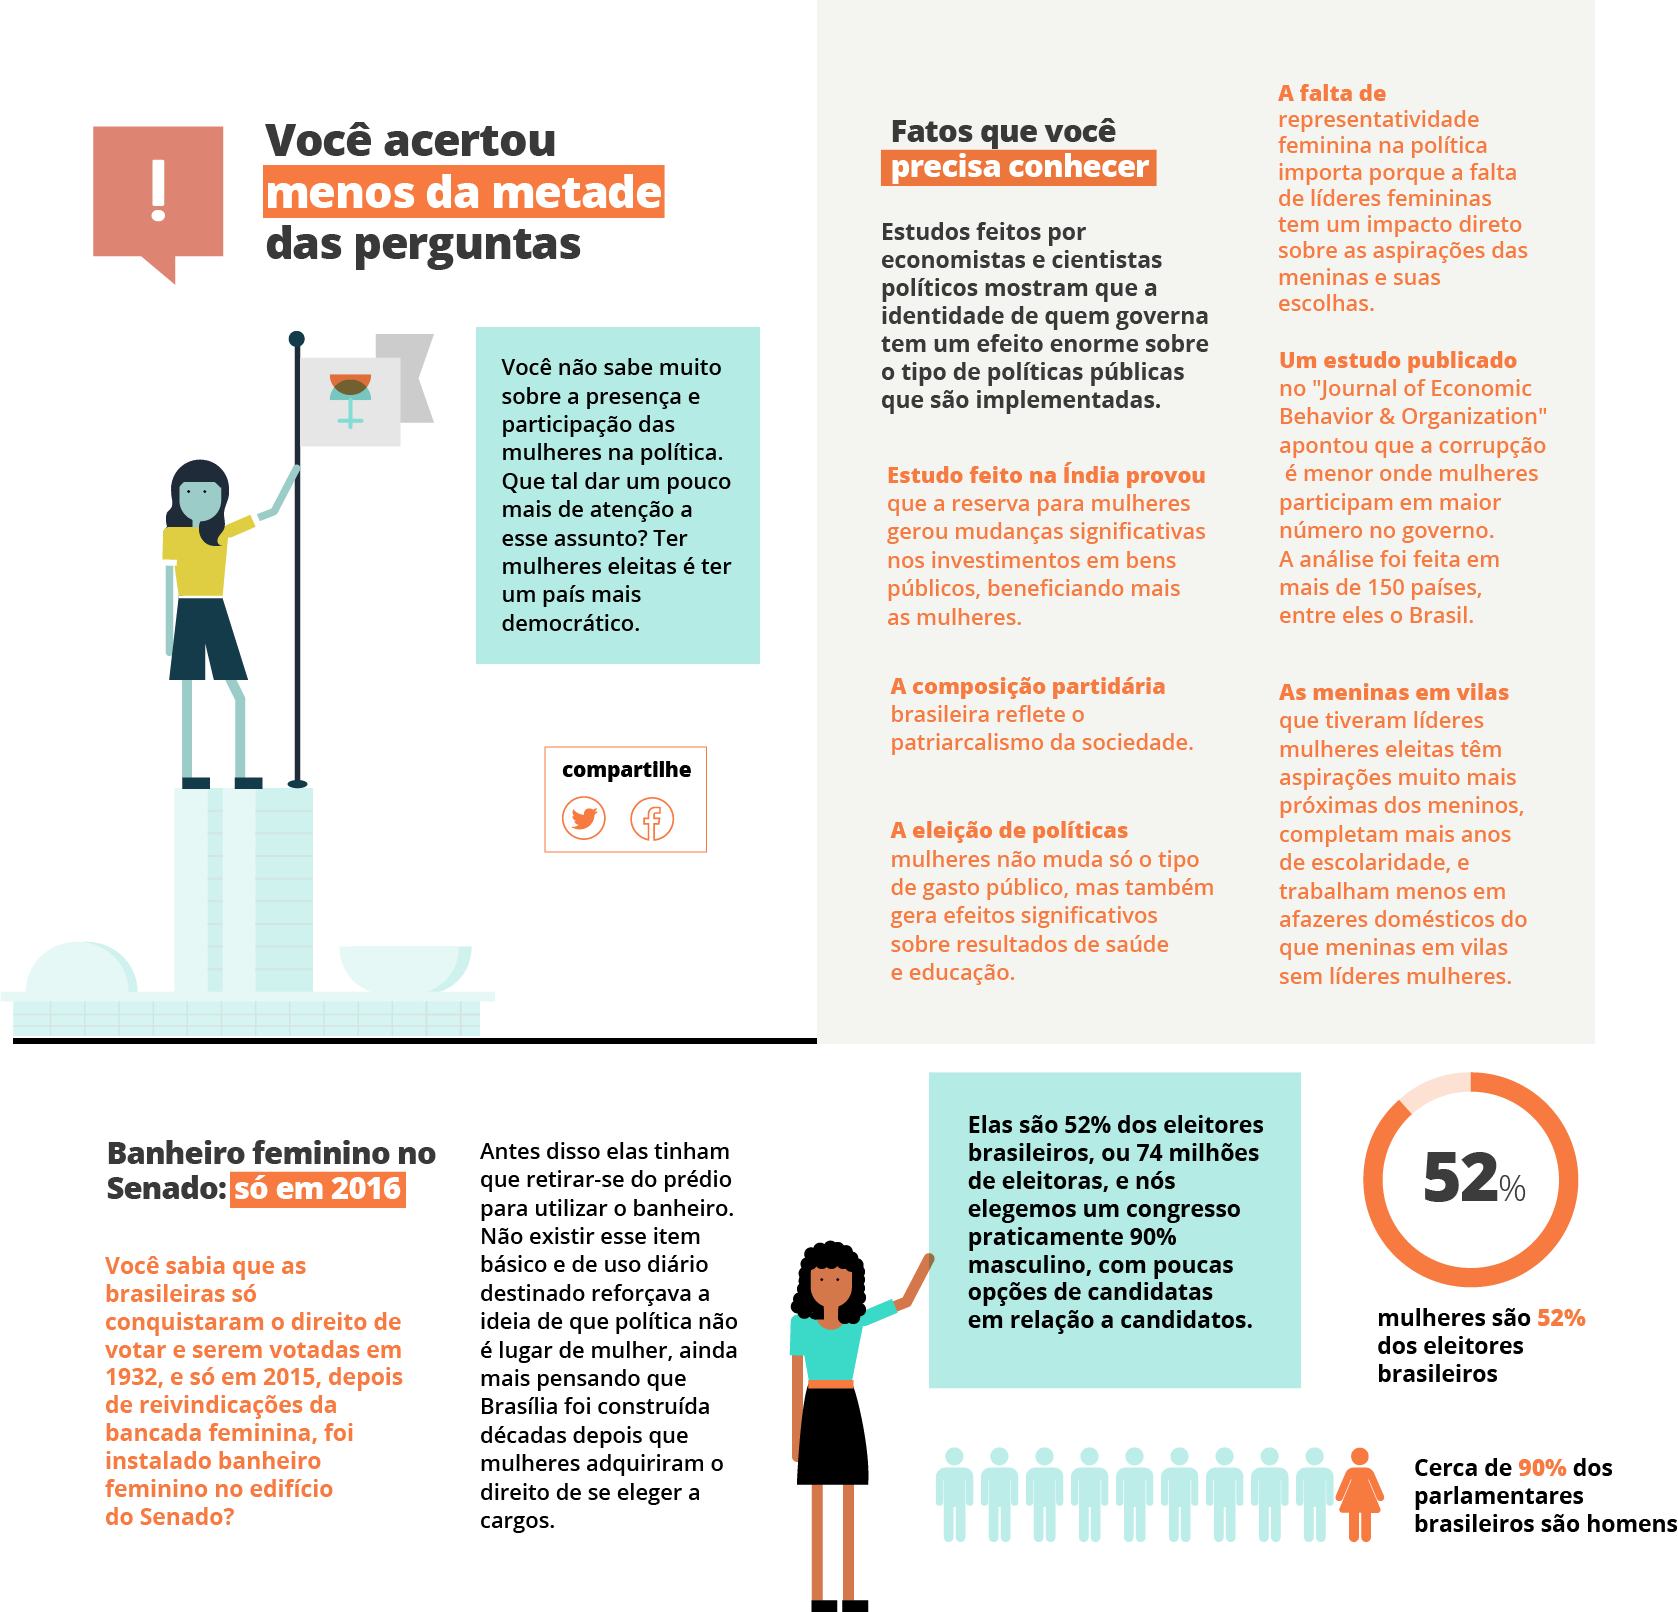 !
Você acertou
menos da metade
das perguntas
Você não sabe muito
sobre a presença e
participação das
mulheres na política.
Que tal dar um pouco
mais de atenção a
esse assunto? Ter
mulheres eleitas é ter
um país mais
democrático.
compartilhe
Fatos que você
precisa conhecer
Estudos feitos por
economistas e cientistas
políticos mostram que a
identidade de quem governa
tem um efeito enorme sobre
o tipo de políticas públicas
que são implementadas.
Estudo feito na Índia provou
que a reserva para mulheres
gerou mudanças significativas
nos investimentos em bens
públicos, beneficiando mais
as mulheres.
A composição partidária
brasileira reflete o
patriarcalismo da sociedade.
A eleição de políticas
mulheres não muda só o tipo
de gasto público, mas também
gera efeitos significativos
sobre resultados de saúde
e educação.
A falta de
representatividade
feminina na política
importa porque a falta
de líderes femininas
tem um impacto direto
sobre as aspirações das
meninas e suas
escolhas.
Um estudo publicado
no "Journal of Economic
Behavior & Organization"
apontou que a corrupção
é menor onde mulheres
participam em maior
número no governo.
A análise foi feita em
mais de 150 países,
entre eles o Brasil.
As meninas em vilas
que tiveram líderes
mulheres eleitas têm
aspirações muito mais
próximas dos meninos,
completam mais anos
de escolaridade, e
trabalham menos em
afazeres domésticos do
que meninas em vilas
sem líderes mulheres.
Banheiro feminino no
Senado: só em 2016
Você sabia que as
brasileiras só
conquistaram o direito de
votar e serem votadas em
1932, e só em 2015, depois
de reivindicações da
bancada feminina, foi
instalado banheiro
feminino no edifício
do Senado?
Antes disso elas tinham
que retirar-se do prédio
para utilizar o banheiro.
Não existir esse item
básico e de uso diário
destinado reforçava a
ideia de que política não
é lugar de mulher, ainda
mais pensando que
Brasília foi construída
décadas depois que
mulheres adquiriram o
direito de se eleger a
cargos.
Elas são 52% dos eleitores
brasileiros, ou 74 milhões
de eleitoras, e nós
elegemos um congresso
praticamente 90%
masculino, com poucas
opções de candidatas
em relação a candidatos.
52%
mulheres são 52%
dos eleitores
brasileiros
Cerca de 90% dos
parlamentares
brasileiros são homens